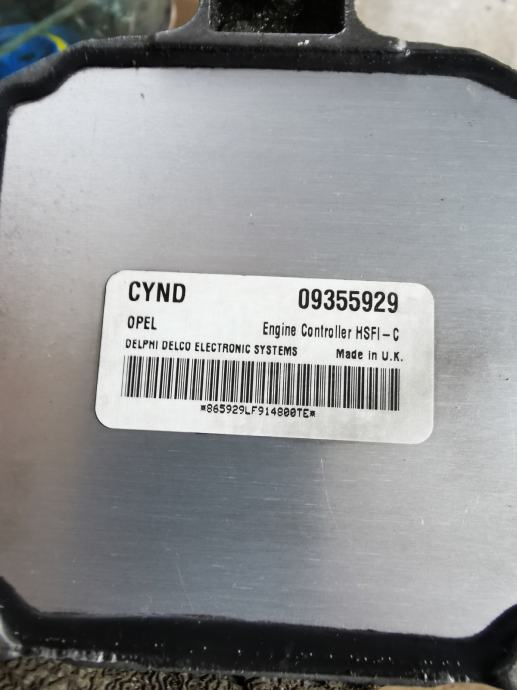 CYND 09355929
OPEL Engine Controller HSFI-C
DELPHI DELCO ELECTRONIC SYSTEMS Made in U.K.
*865929LF914800TE*